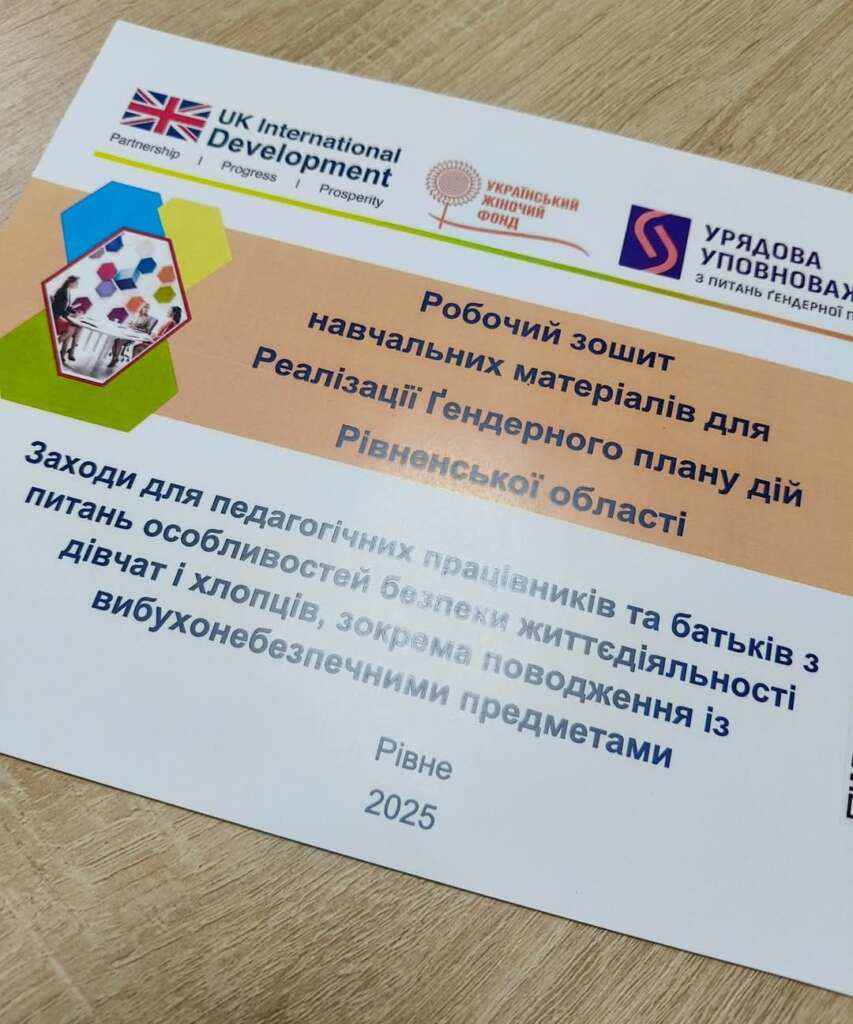 UK International
Development
Partnership | Progress | Prosperity
УКРАЇНСЬКИЙ
ЖІНОЧИЙ
ФОНД
УРЯДОВА
УПОВНОВАЖ
З ПИТАНЬ ҐЕНДЕРНОЇ П
Робочий зошит
навчальних матеріалів для
Реалізації Ґендерного плану дій
Рівненської області
Заходи для педагогічних працівників та батьків з
питань особливостей безпеки життєдіяльності
дівчат і хлопців, зокрема поводження із
вибухонебезпечними предметами
Рівне
2025